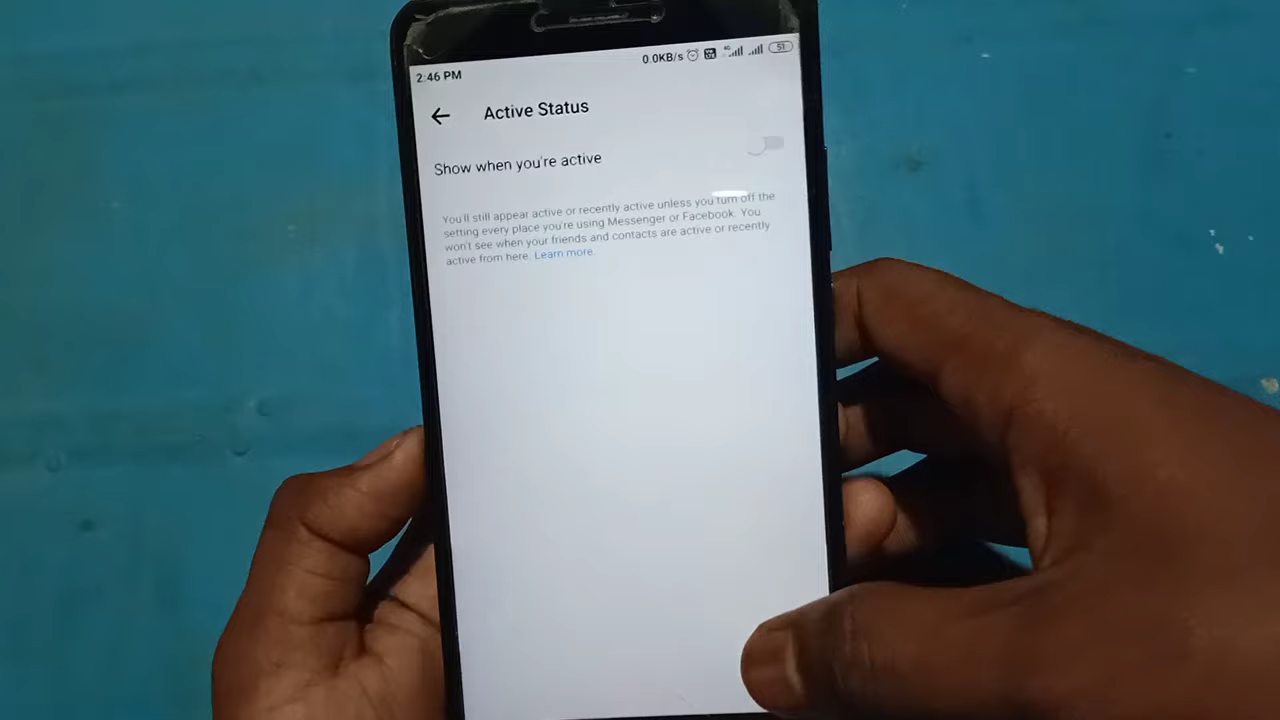 2:46 PM
0.0KB/s 4G 51
Active Status
Show when you're active
You'll still appear active or recently active unless you turn off the
setting every place you're using Messenger or Facebook. You
won't see when your friends and contacts are active or recently
active from here. Learn more.